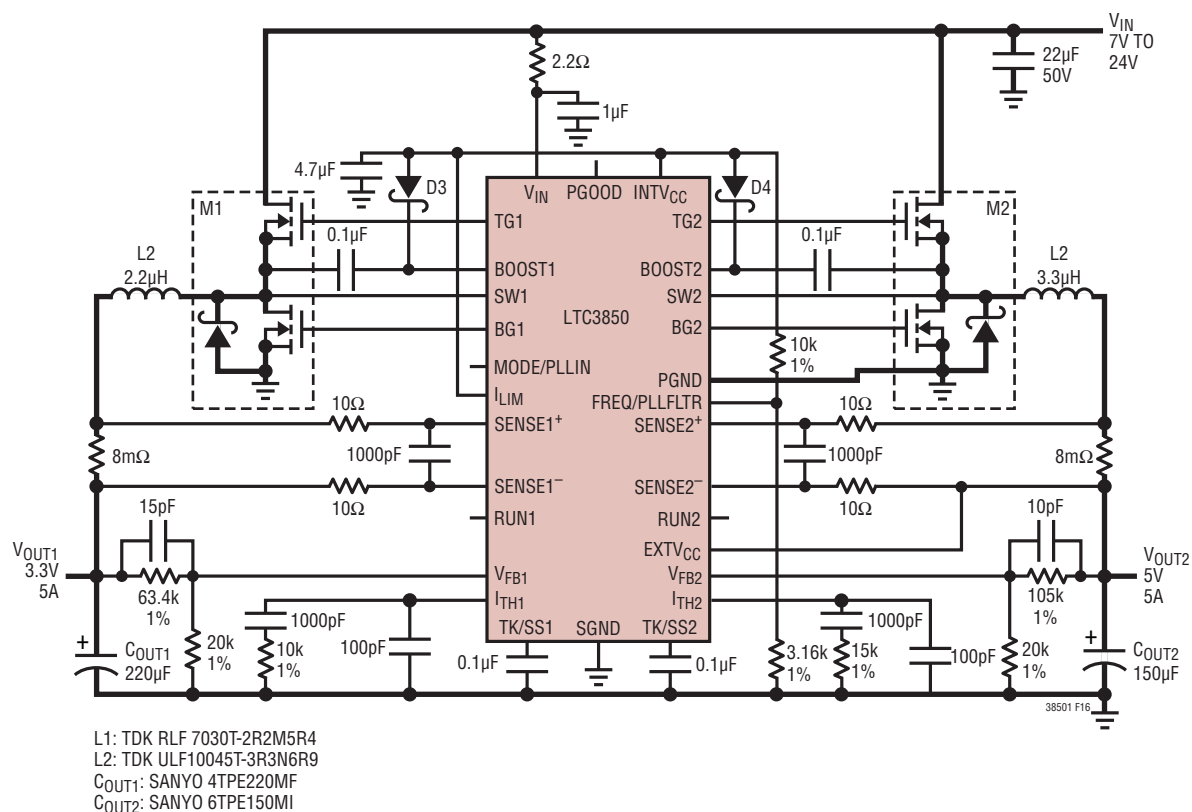 VIN
7V TO
24V
2.2Ω
22µF
50V
1µF
4.7µF
D3
D4
M1
M2
VIN
PGOOD
INTVCC
TG1
TG2
0.1µF
0.1µF
L2
2.2µH
L2
3.3µH
BOOST1
BOOST2
SW1
SW2
LTC3850
BG1
BG2
10k
1%
MODE/PLLIN
PGND
ILIM
FREQ/PLLFLTR
10Ω
10Ω
SENSE1+
SENSE2+
8mΩ
1000pF
1000pF
8mΩ
SENSE1–
SENSE2–
10Ω
10Ω
15pF
10pF
RUN1
RUN2
EXTVCC
VOUT1
3.3V
5A
VOUT2
5V
5A
VFB1
VFB2
63.4k
1%
105k
1%
ITH1
ITH2
1000pF
1000pF
TK/SS1
SGND
TK/SS2
20k
1%
10k
1%
100pF
0.1µF
0.1µF
3.16k
1%
15k
1%
100pF
20k
1%
+
COUT1
220µF
+
COUT2
150µF
38501 F16
L1: TDK RLF 7030T-2R2M5R4
L2: TDK ULF10045T-3R3N6R9
COUT1: SANYO 4TPE220MF
COUT2: SANYO 6TPE150MI